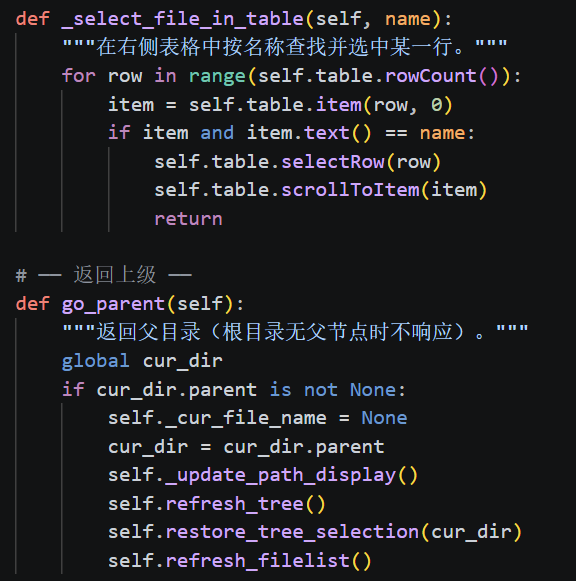 def _select_file_in_table(self, name):
    """在右侧表格中按名称查找并选中某一行。"""
    for row in range(self.table.rowCount()):
        item = self.table.item(row, 0)
        if item and item.text() == name:
            self.table.selectRow(row)
            self.table.scrollToItem(item)
            return

# —— 返回上级 ——
def go_parent(self):
    """返回父目录（根目录无父节点时不响应）。"""
    global cur_dir
    if cur_dir.parent is not None:
        self._cur_file_name = None
        cur_dir = cur_dir.parent
        self._update_path_display()
        self.refresh_tree()
        self.restore_tree_selection(cur_dir)
        self.refresh_filelist()